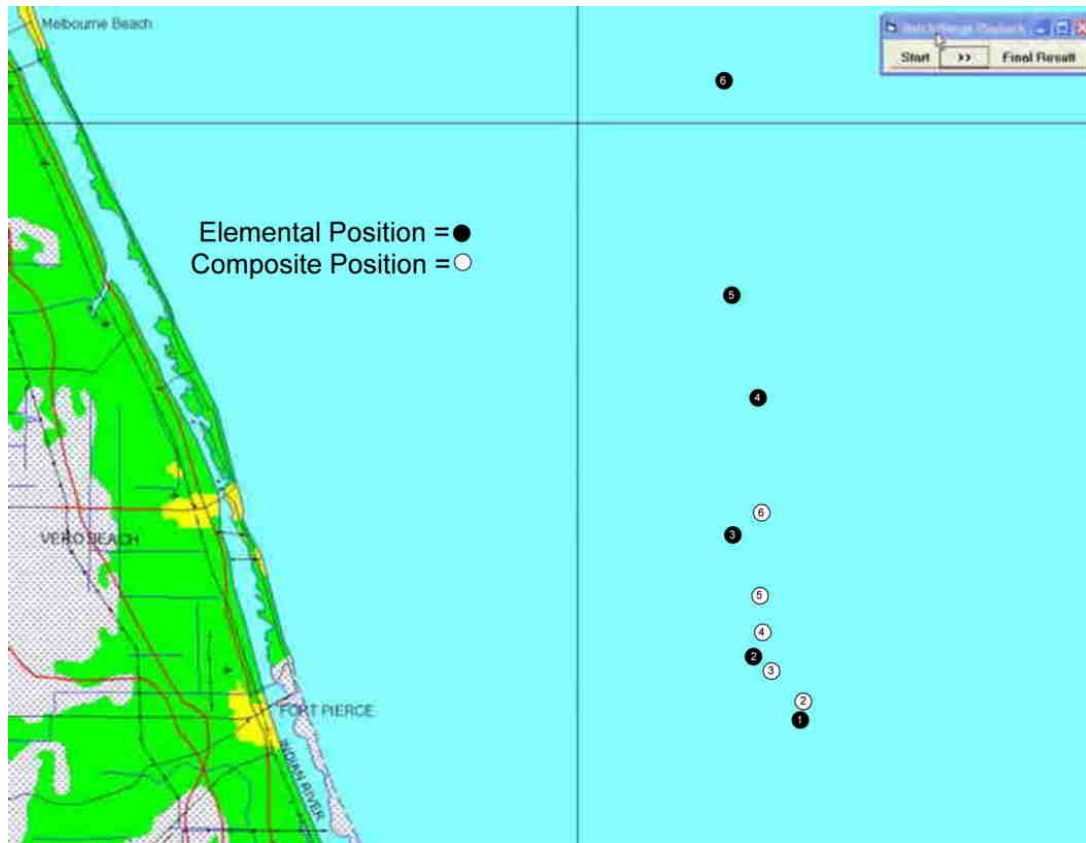 Melbourne Beach
Start >> Final Result
6
Elemental Position =
Composite Position =
5
4
6
VERO BEACH
3
5
4
2
3
2
FORT PIERCE
1
INDIAN RIVER